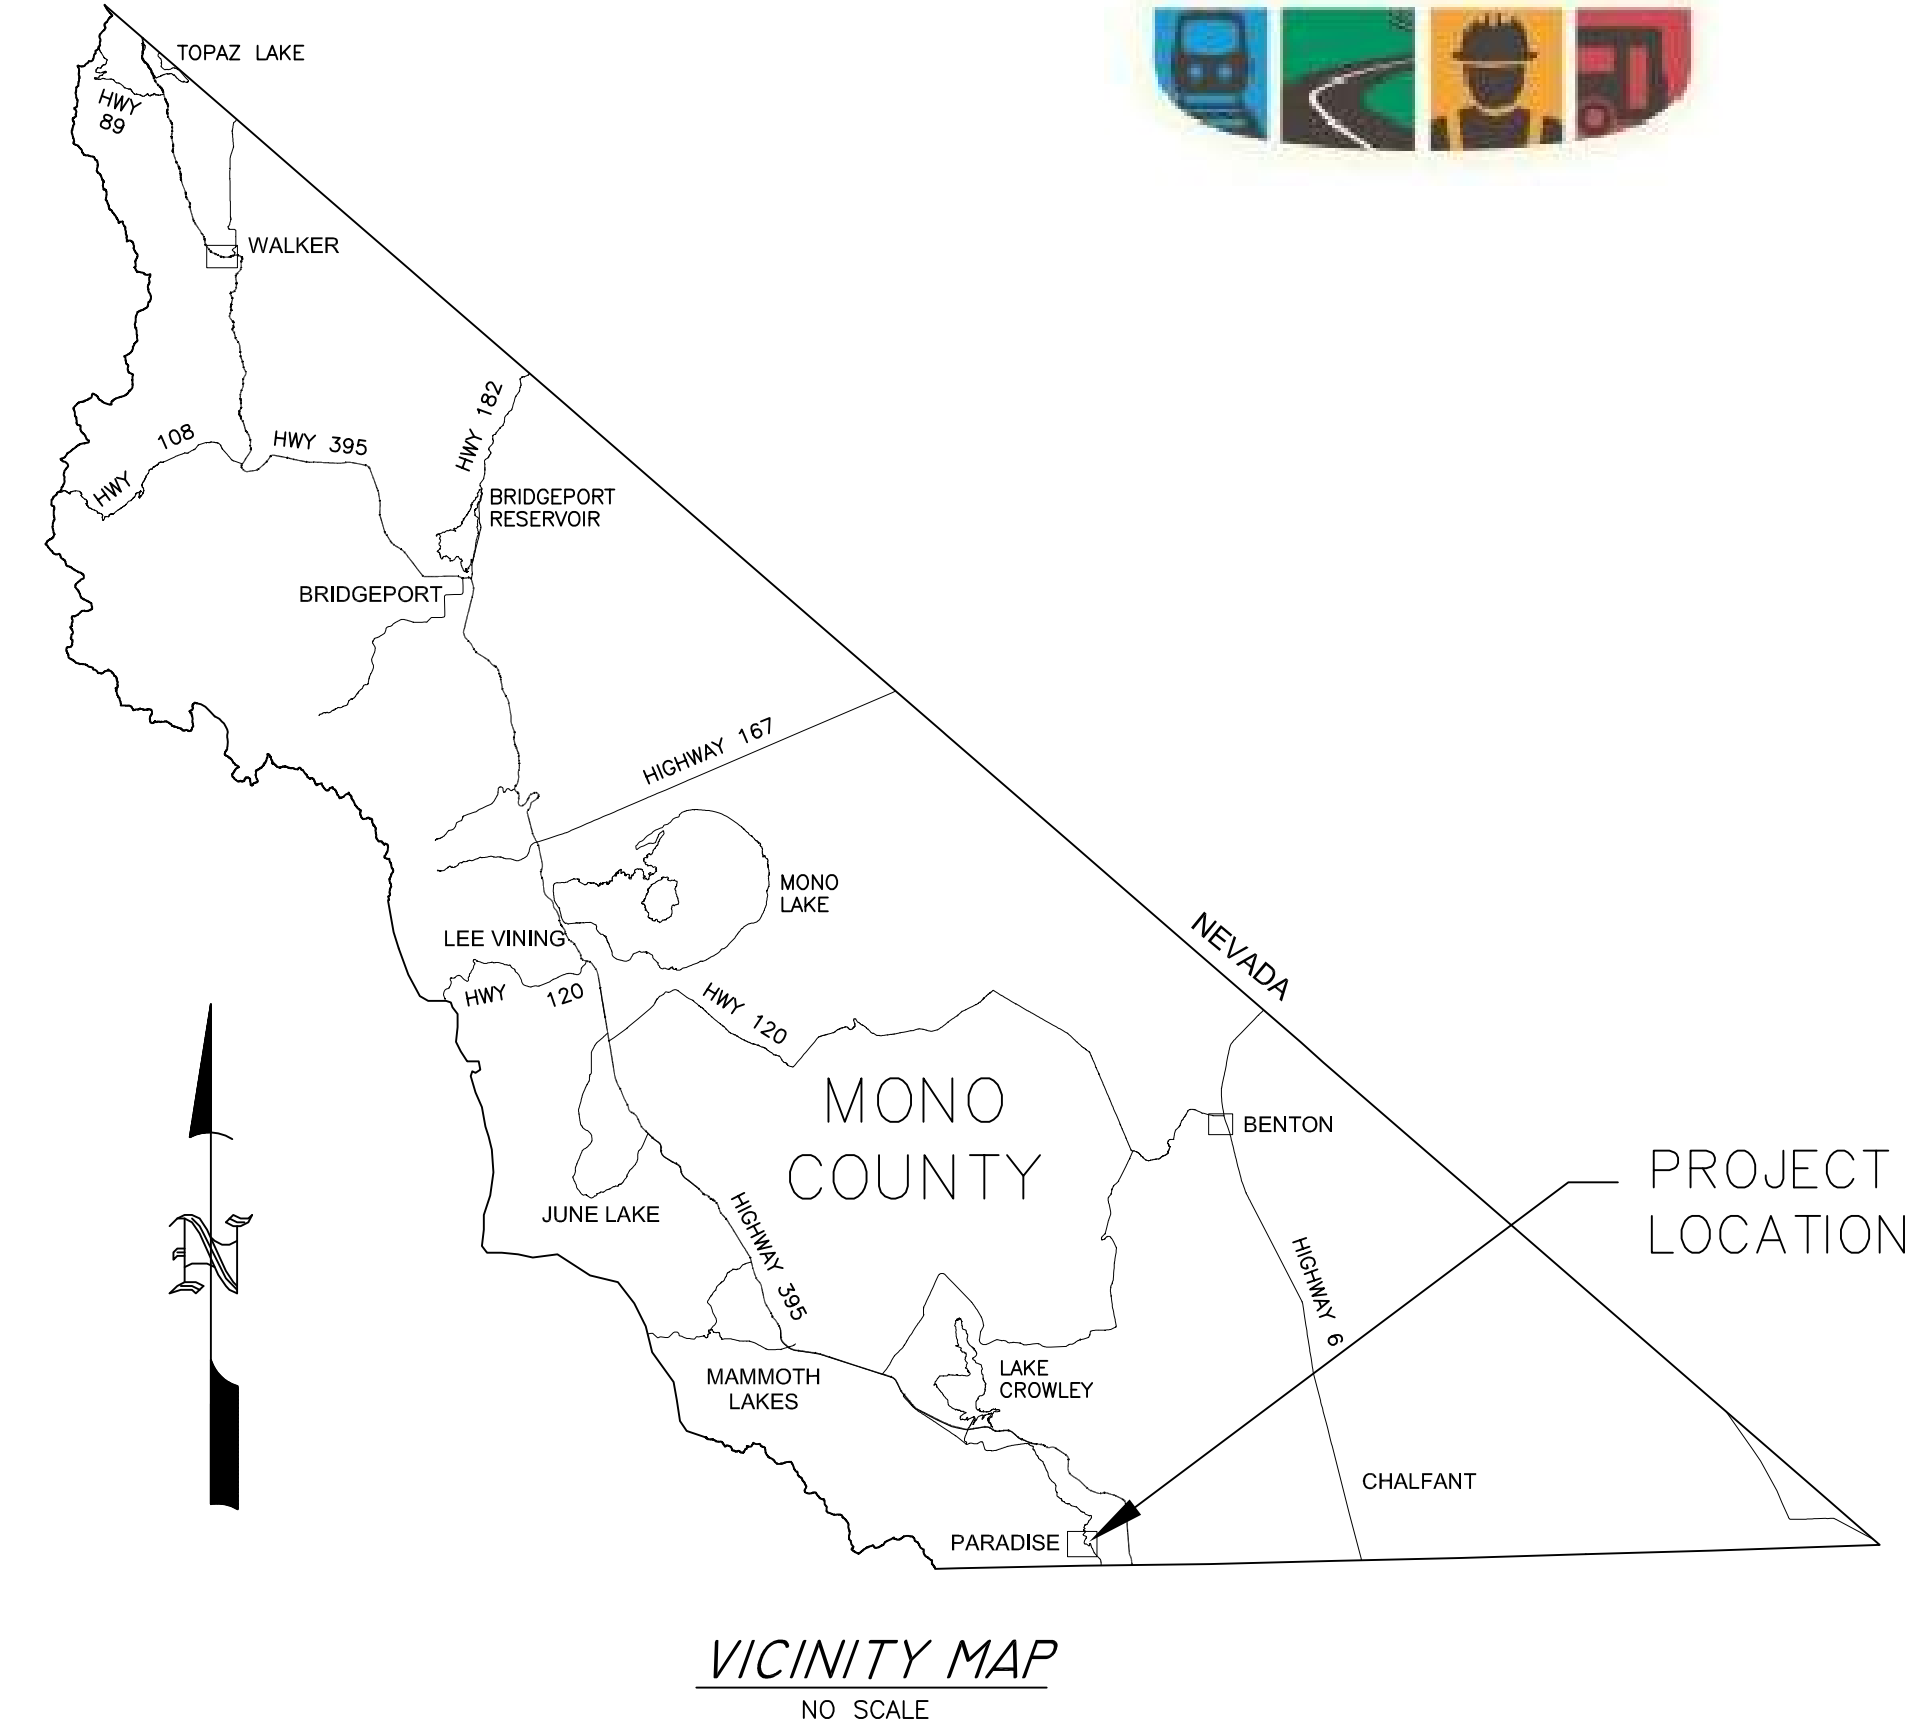 TOPAZ LAKE
HWY
89
WALKER
HWY 182
HWY 108
HWY 395
BRIDGEPORT
RESERVOIR
BRIDGEPORT
HIGHWAY 167
MONO
LAKE
LEE VINING
HWY 120
HWY 120
NEVADA
MONO
COUNTY
BENTON
PROJECT
LOCATION
JUNE LAKE
HIGHWAY 395
HIGHWAY 6
N
MAMMOTH
LAKES
LAKE
CROWLEY
CHALFANT
PARADISE
VICINITY MAP
NO SCALE